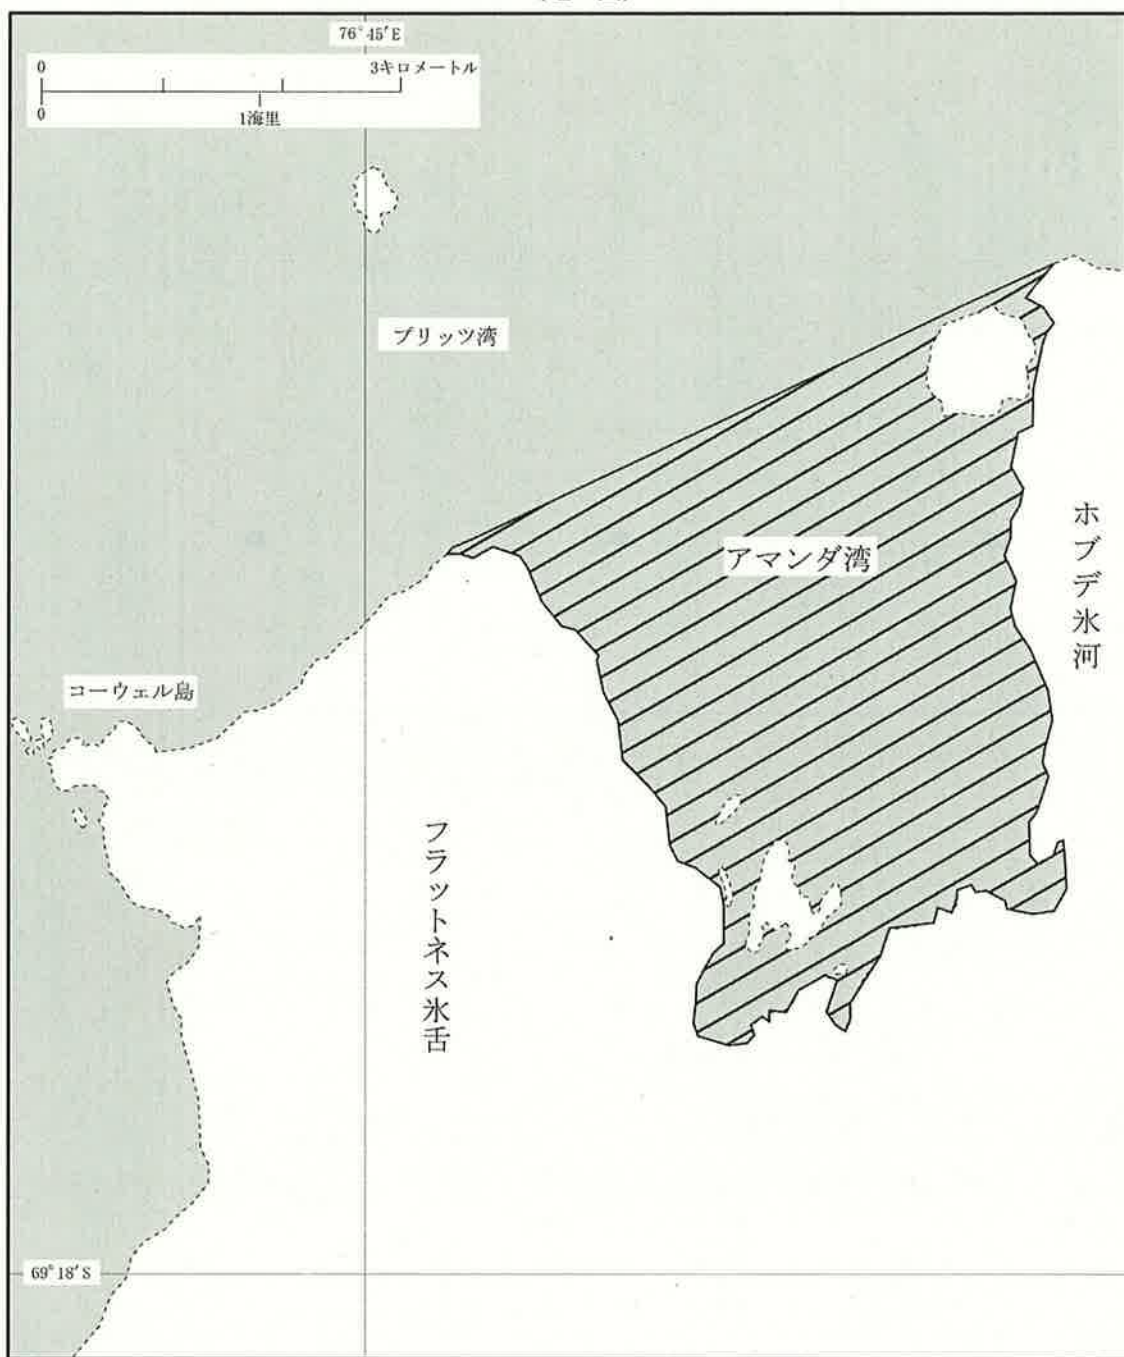 76°45′E
0 3キロメートル
0 1海里
プリッツ湾
アマンダ湾
ホブデ氷河
コーウェル島
フラットネス氷舌
69°18′S